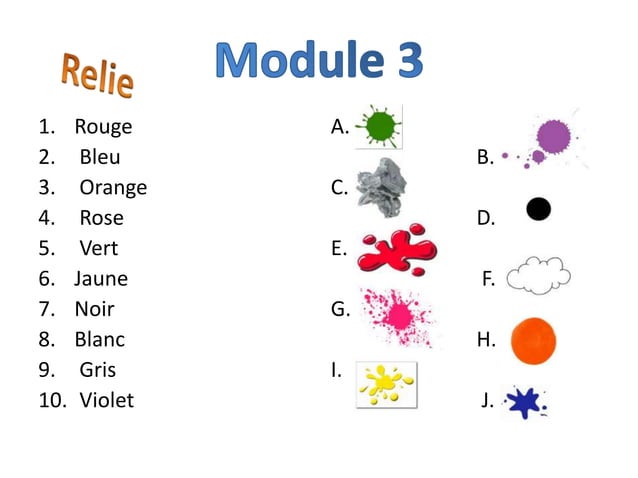 Relie
Module 3
1. Rouge A.
2. Bleu B.
3. Orange C.
4. Rose D.
5. Vert E.
6. Jaune F.
7. Noir G.
8. Blanc H.
9. Gris I.
10. Violet J.